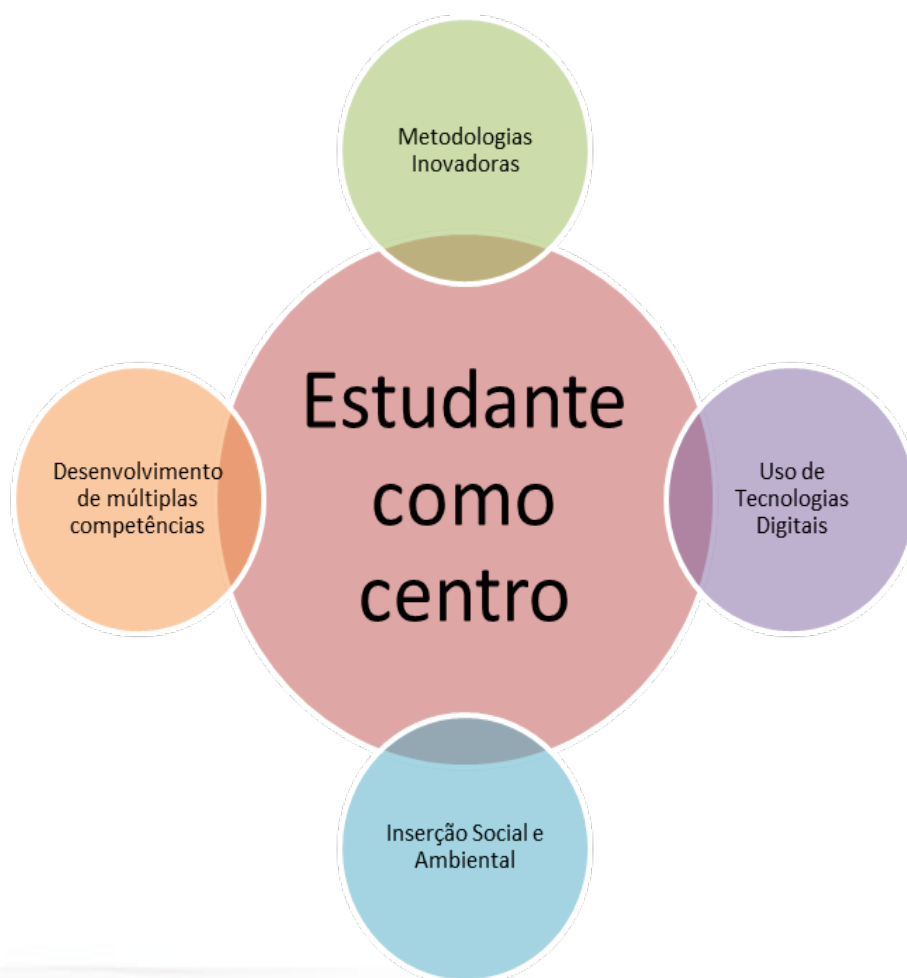 Metodologias
Inovadoras
Estudante
como
centro
Desenvolvimento
de múltiplas
competências
Uso de
Tecnologias
Digitais
Inserção Social e
Ambiental